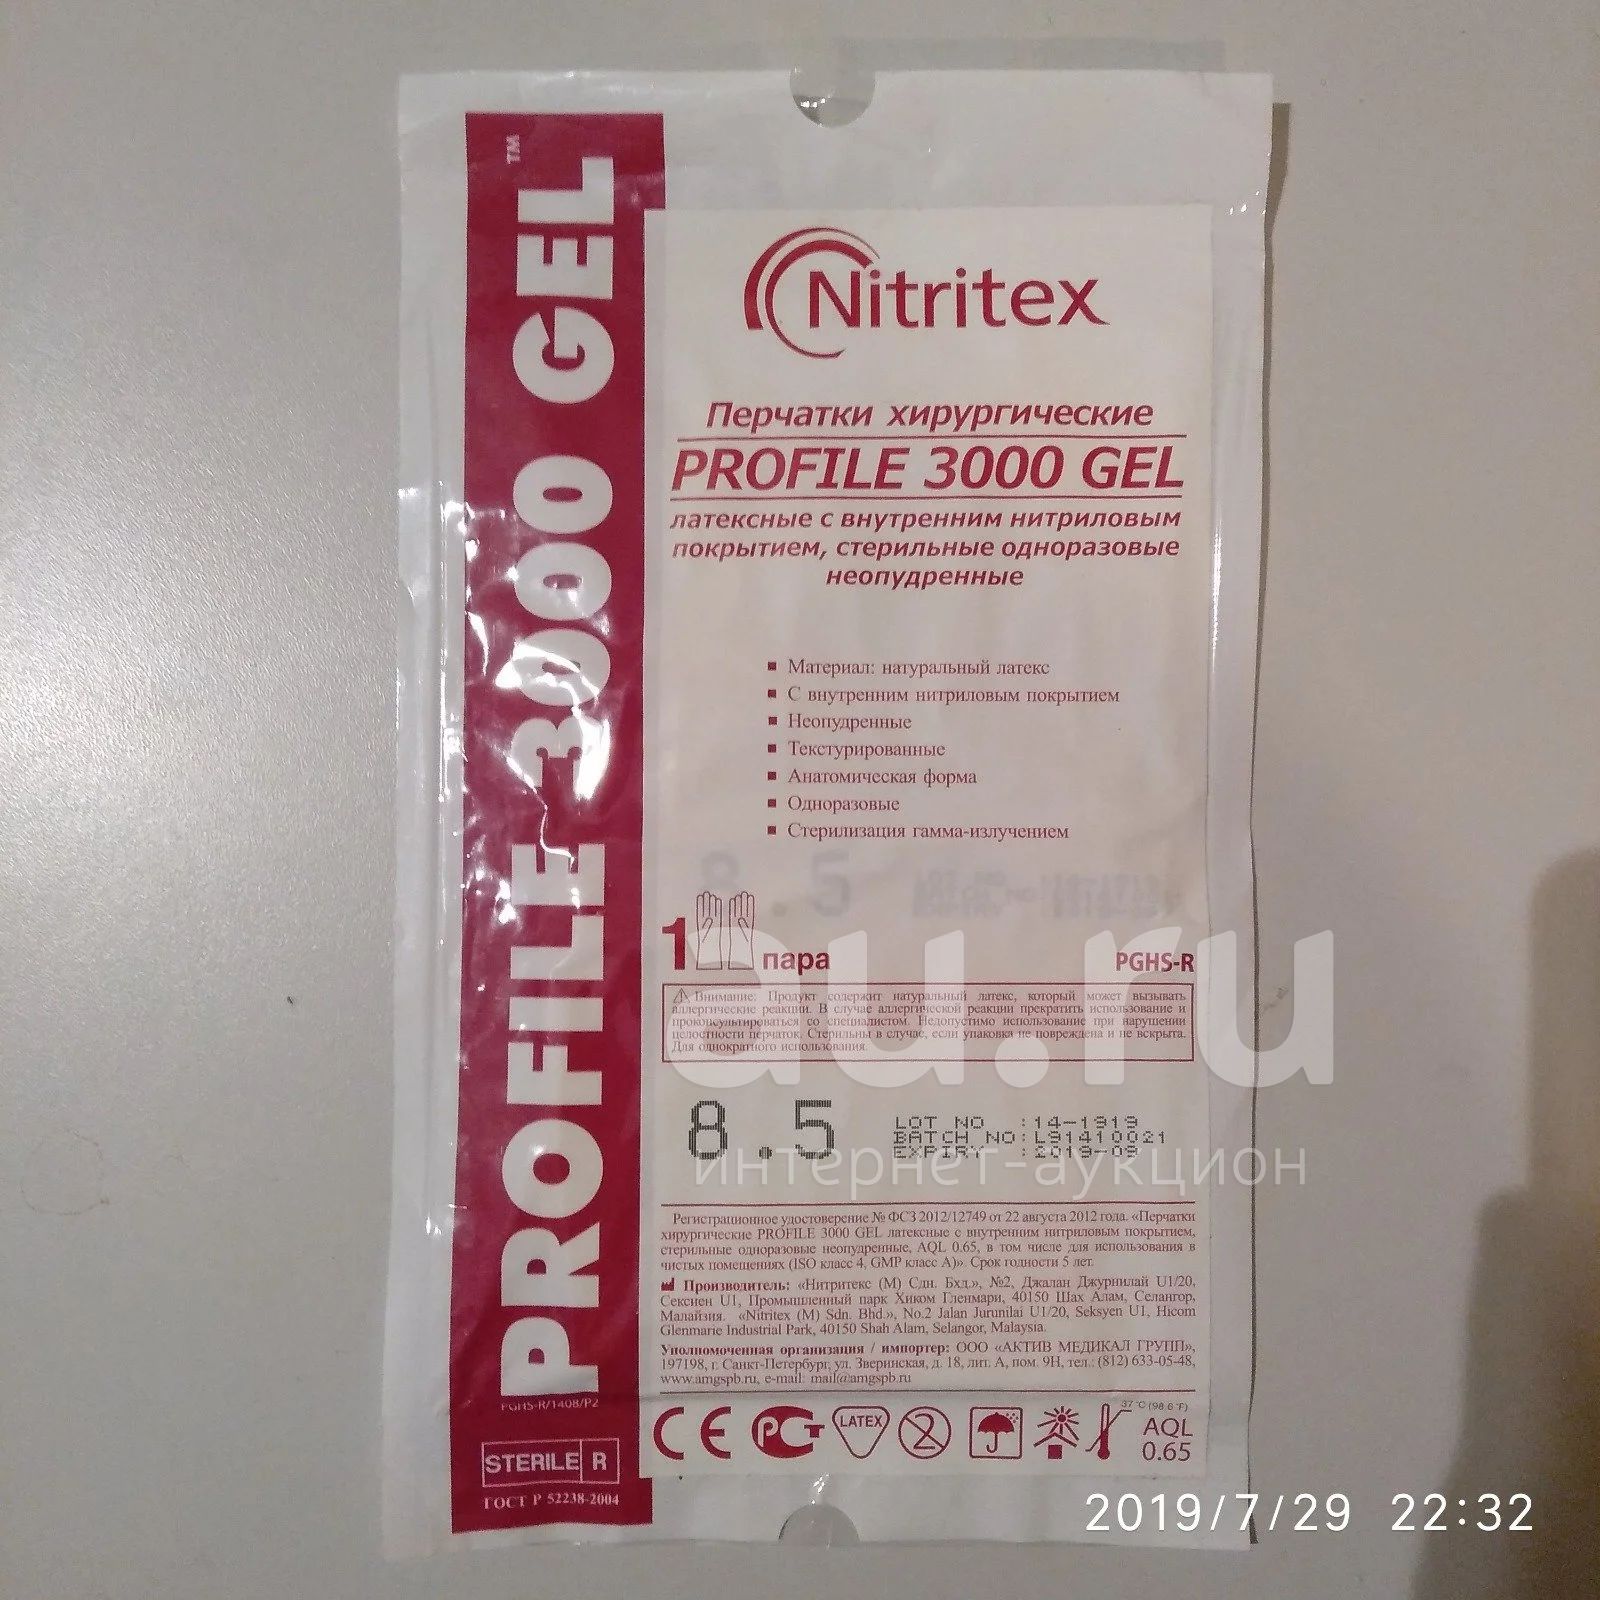 PROFILE 3000 GEL™
Nitritex
Перчатки хирургические
PROFILE 3000 GEL
латексные с внутренним нитриловым
покрытием, стерильные одноразовые
неопудренные
Материал: натуральный латекс
С внутренним нитриловым покрытием
Неопудренные
Текстурированные
Анатомическая форма
Одноразовые
Стерилизация гамма-излучением
8.5
1 пара
PGHS-R
au.ru
Внимание: Продукт содержит натуральный латекс, который может вызывать
аллергические реакции. В случае аллергической реакции прекратить использование и
проконсультироваться со специалистом. Недопустимо использование при нарушении
целостности перчаток. Стерильны в случае, если упаковка не повреждена и не вскрыта.
Для однократного использования.
8.5
LOT NO :14-1919
BATCH NO:L91410021
EXPIRY :2019-09
интернет-аукцион
Регистрационное удостоверение № ФСЗ 2012/12749 от 22 августа 2012 года. «Перчатки
хирургические PROFILE 3000 GEL латексные с внутренним нитриловым покрытием,
стерильные одноразовые неопудренные, AQL 0.65, в том числе для использования в
чистых помещениях (ISO класс 4, GMP класс А)». Срок годности 5 лет.
Производитель: «Нитритекс (М) Сдн. Бхд.», №2, Джалан Джурнилай U1/20,
Сексиен U1, Промышленный парк Хиком Гленмари, 40150 Шах Алам, Селангор,
Малайзия. «Nitritex (M) Sdn. Bhd.», No.2 Jalan Jurunilai U1/20, Seksyen U1, Hicom
Glenmarie Industrial Park, 40150 Shah Alam, Selangor, Malaysia.
Уполномоченная организация / импортер: ООО «АКТИВ МЕДИКАЛ ГРУПП»,
197198, г. Санкт-Петербург, ул. Зверинская, д. 18, лит. А, пом. 9Н, тел.: (812) 633-05-48,
www.amgspb.ru, e-mail: mail@amgspb.ru
PGHS-R/1408/P2
STERILE R
ГОСТ Р 52238-2004
CE
РСТ
LATEX
2
37°C (98.6°F)
AQL
0.65
2019/7/29 22:32